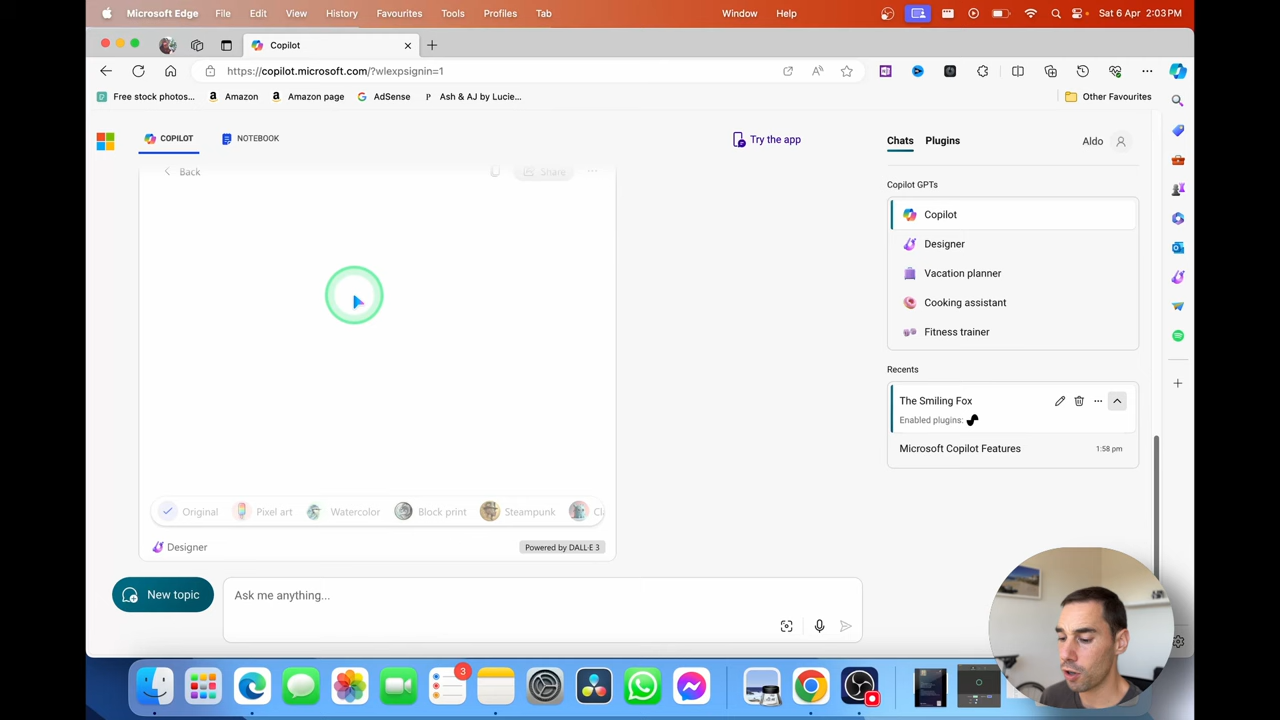 Microsoft Edge File Edit View History Favourites Tools Profiles Tab Window Help Sat 6 Apr 2:03 PM
Copilot
https://copilot.microsoft.com/?wlexpsignin=1
Free stock photos... Amazon Amazon page AdSense Ash & AJ by Lucie... Other Favourites
COPILOT NOTEBOOK Try the app Chats Plugins Aldo
Back Share
Copilot GPTs
Copilot
Designer
Vacation planner
Cooking assistant
Fitness trainer
Recents
The Smiling Fox
Enabled plugins:
Microsoft Copilot Features 1:58 pm
Original Pixel art Watercolor Block print Steampunk Cl
Designer Powered by DALL·E 3
New topic Ask me anything...
3